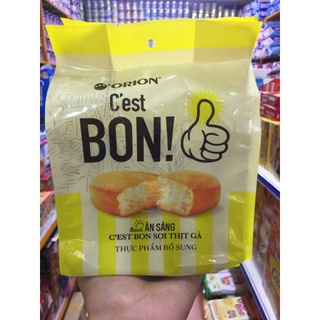 ORION
C'est
BON!
Bánh ĂN SÁNG
C'EST BON SỢI THỊT GÀ
THỰC PHẨM BỔ SUNG